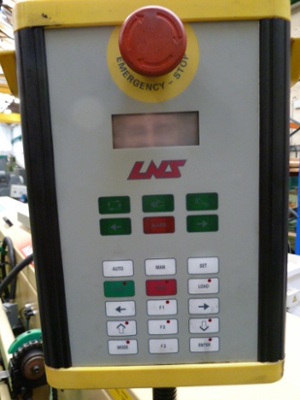 EMERGENCY - STOP
LNS
AUTO MAN SET
LOAD
← F1 →
⇧ F2 ⇩
MODE F3 ENTER